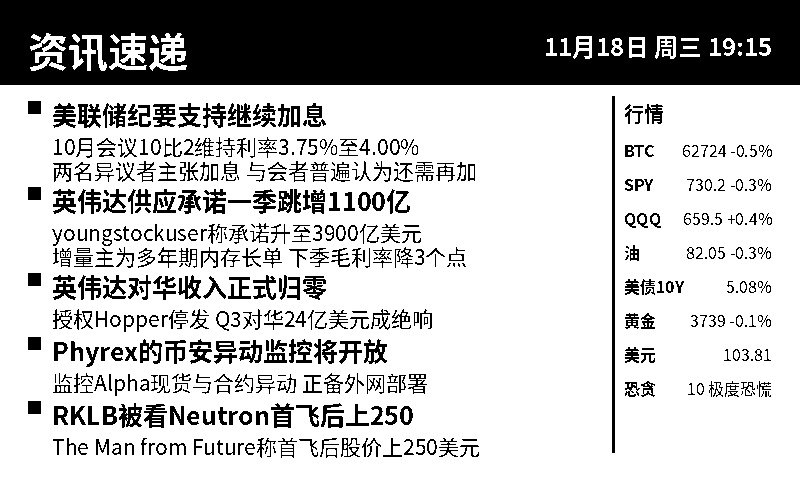 资讯速递
11月18日 周三 19:15
美联储纪要支持继续加息
10月会议10比2维持利率3.75%至4.00%
两名异议者主张加息 与会者普遍认为还需再加
英伟达供应承诺一季跳增1100亿
youngstockuser称承诺升至3900亿美元
增量主为多年期内存长单 下季毛利率降3个点
英伟达对华收入正式归零
授权Hopper停发 Q3对华24亿美元成绝响
Phyrex的币安异动监控将开放
监控Alpha现货与合约异动 正备外网部署
RKLB被看Neutron首飞后上250
The Man from Future称首飞后股价上250美元
行情
BTC 62724 -0.5%
SPY 730.2 -0.3%
QQQ 659.5 +0.4%
油 82.05 -0.3%
美债10Y 5.08%
黄金 3739 -0.1%
美元 103.81
恐贪 10 极度恐慌